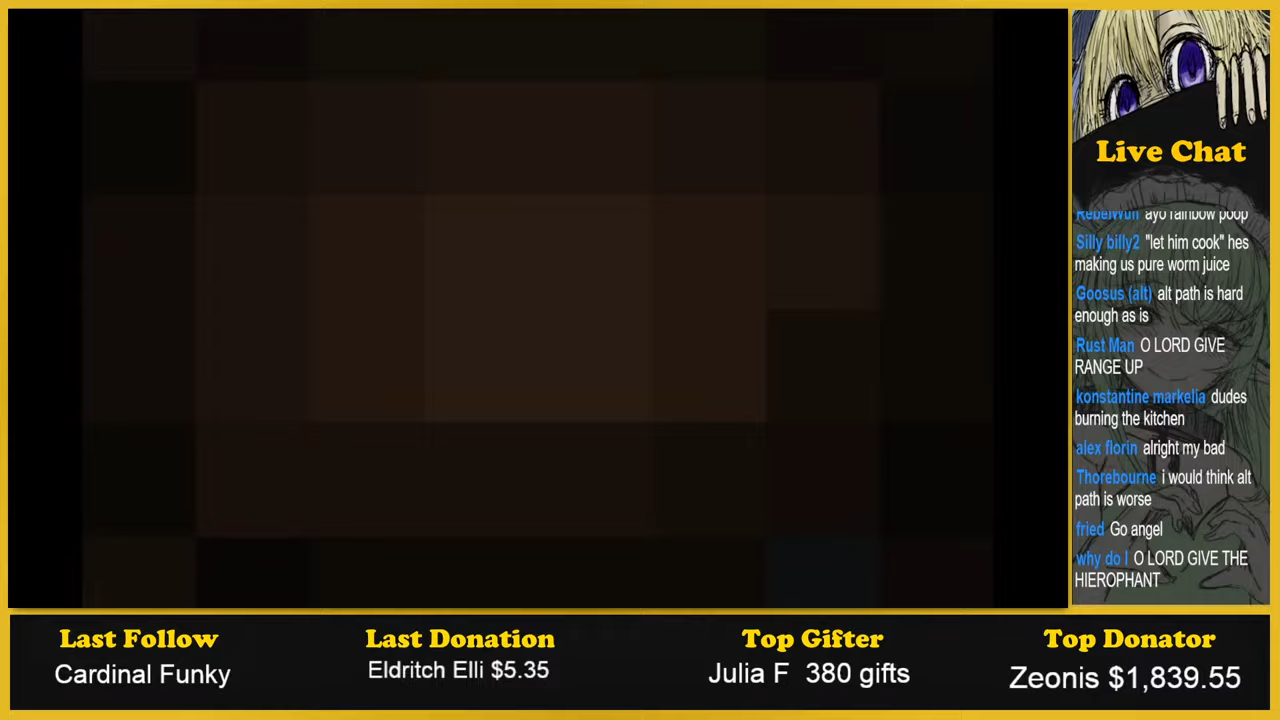 Live Chat
RebelWulf ayo rainbow poop
Silly billy2 "let him cook" hes
making us pure worm juice
Goosus (alt) alt path is hard
enough as is
Rust Man O LORD GIVE
RANGE UP
konstantine markelia dudes
burning the kitchen
alex florin alright my bad
Thorebourne i would think alt
path is worse
fried Go angel
why do I O LORD GIVE THE
HIEROPHANT
Last Follow
Cardinal Funky
Last Donation
Eldritch Elli $5.35
Top Gifter
Julia F 380 gifts
Top Donator
Zeonis $1,839.55